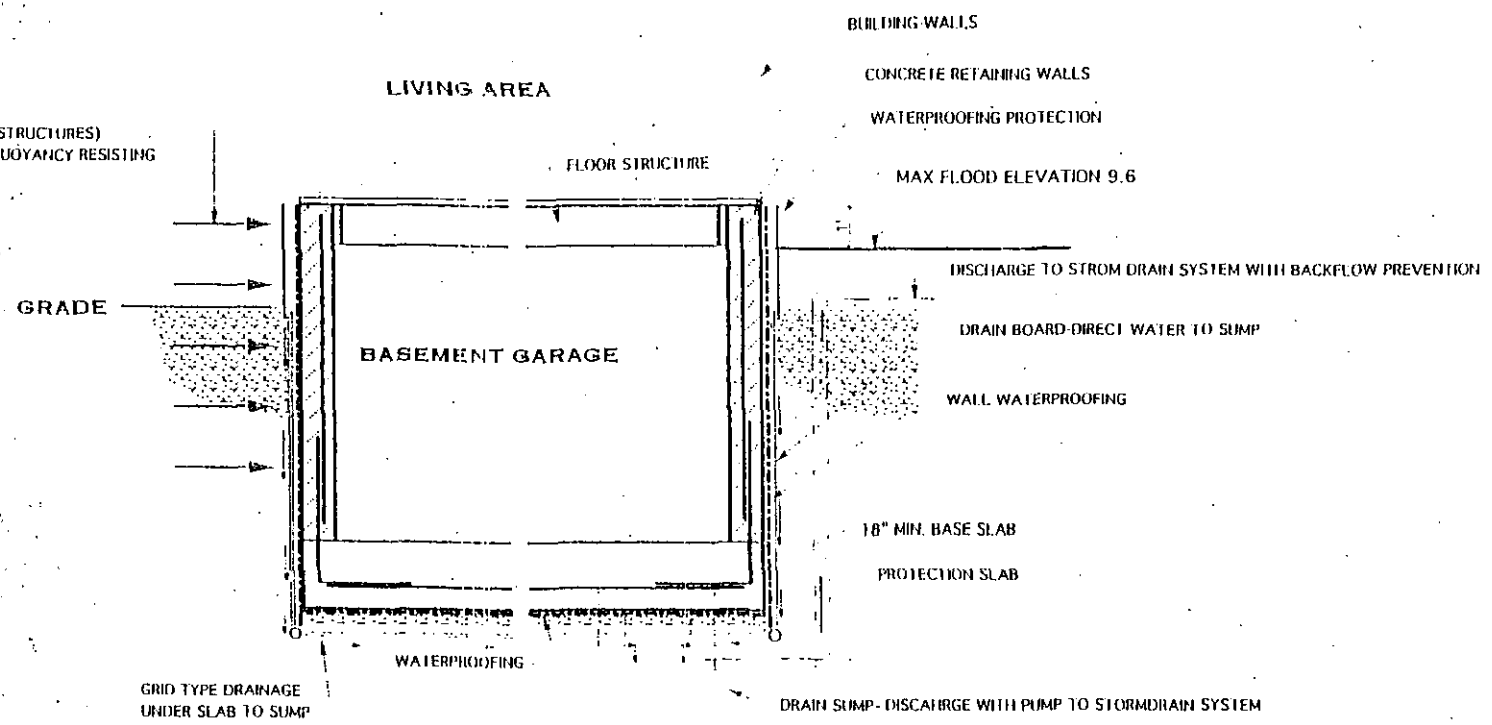 BUILDING WALLS
CONCRETE RETAINING WALLS
LIVING AREA
WATERPROOFING PROTECTION
STRUCTURES)
UOYANCY RESISTING
FLOOR STRUCTURE
MAX FLOOD ELEVATION 9.6
1'
DISCHARGE TO STROM DRAIN SYSTEM WITH BACKFLOW PREVENTION
GRADE
DRAIN BOARD-DIRECT WATER TO SUMP
BASEMENT GARAGE
WALL WATERPROOFING
18" MIN. BASE SLAB
PROTECTION SLAB
WATERPROOFING
GRID TYPE DRAINAGE
UNDER SLAB TO SUMP
DRAIN SUMP- DISCAHRGE WITH PUMP TO STORMDRAIN SYSTEM